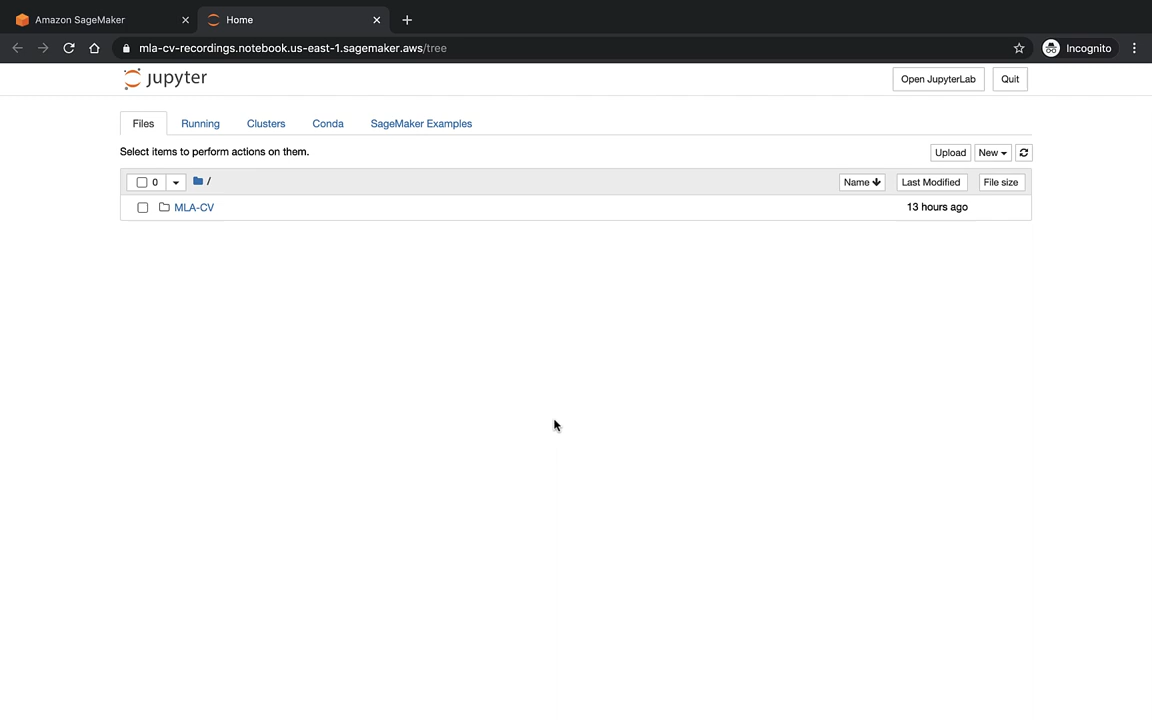 Amazon SageMaker
Home
mla-cv-recordings.notebook.us-east-1.sagemaker.aws/tree
Incognito
jupyter
Open JupyterLab
Quit
Files
Running
Clusters
Conda
SageMaker Examples
Select items to perform actions on them.
Upload
New
0
/
Name
Last Modified
File size
MLA-CV
13 hours ago